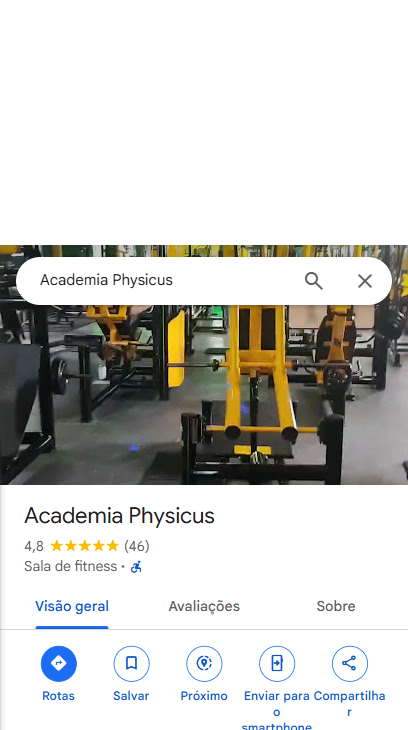 Academia Physicus
Academia Physicus
4,8 (46)
Sala de fitness ·
Visão geral Avaliações Sobre
Rotas Salvar Próximo Enviar para o smartphone Compartilhar